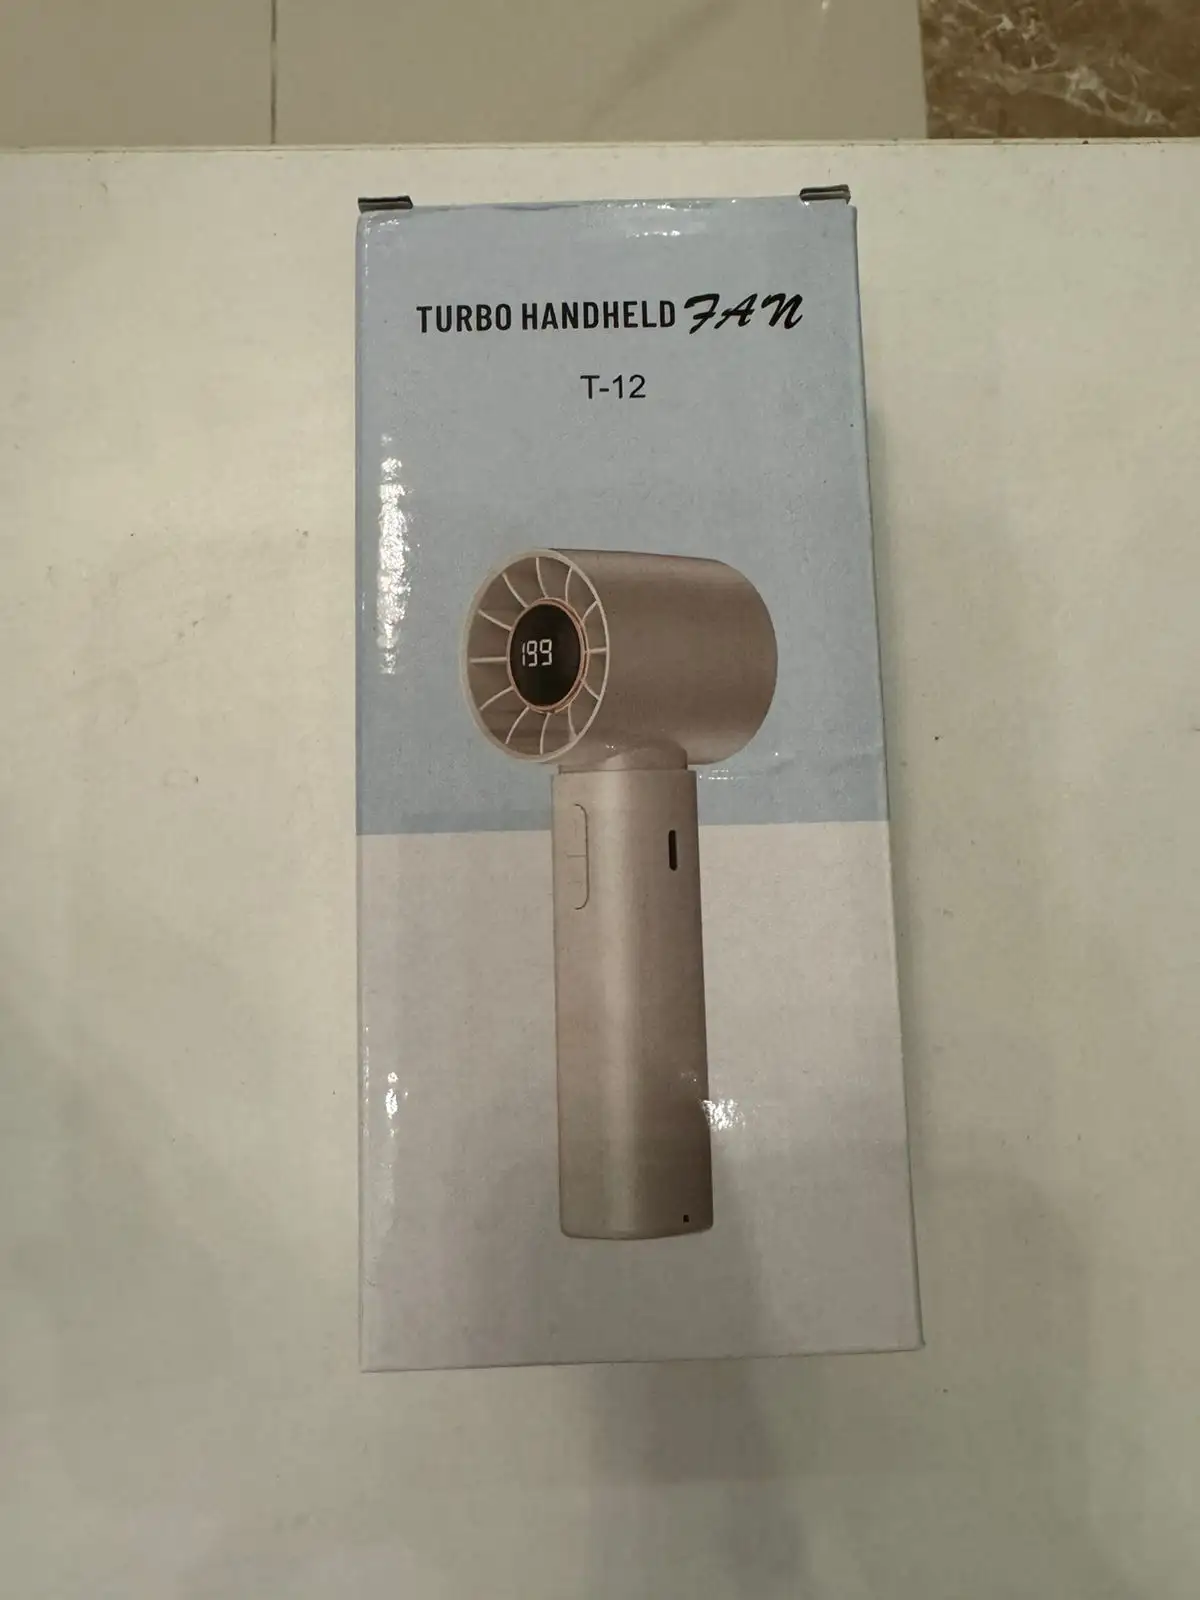 TURBO HANDHELD FAN
T-12
199